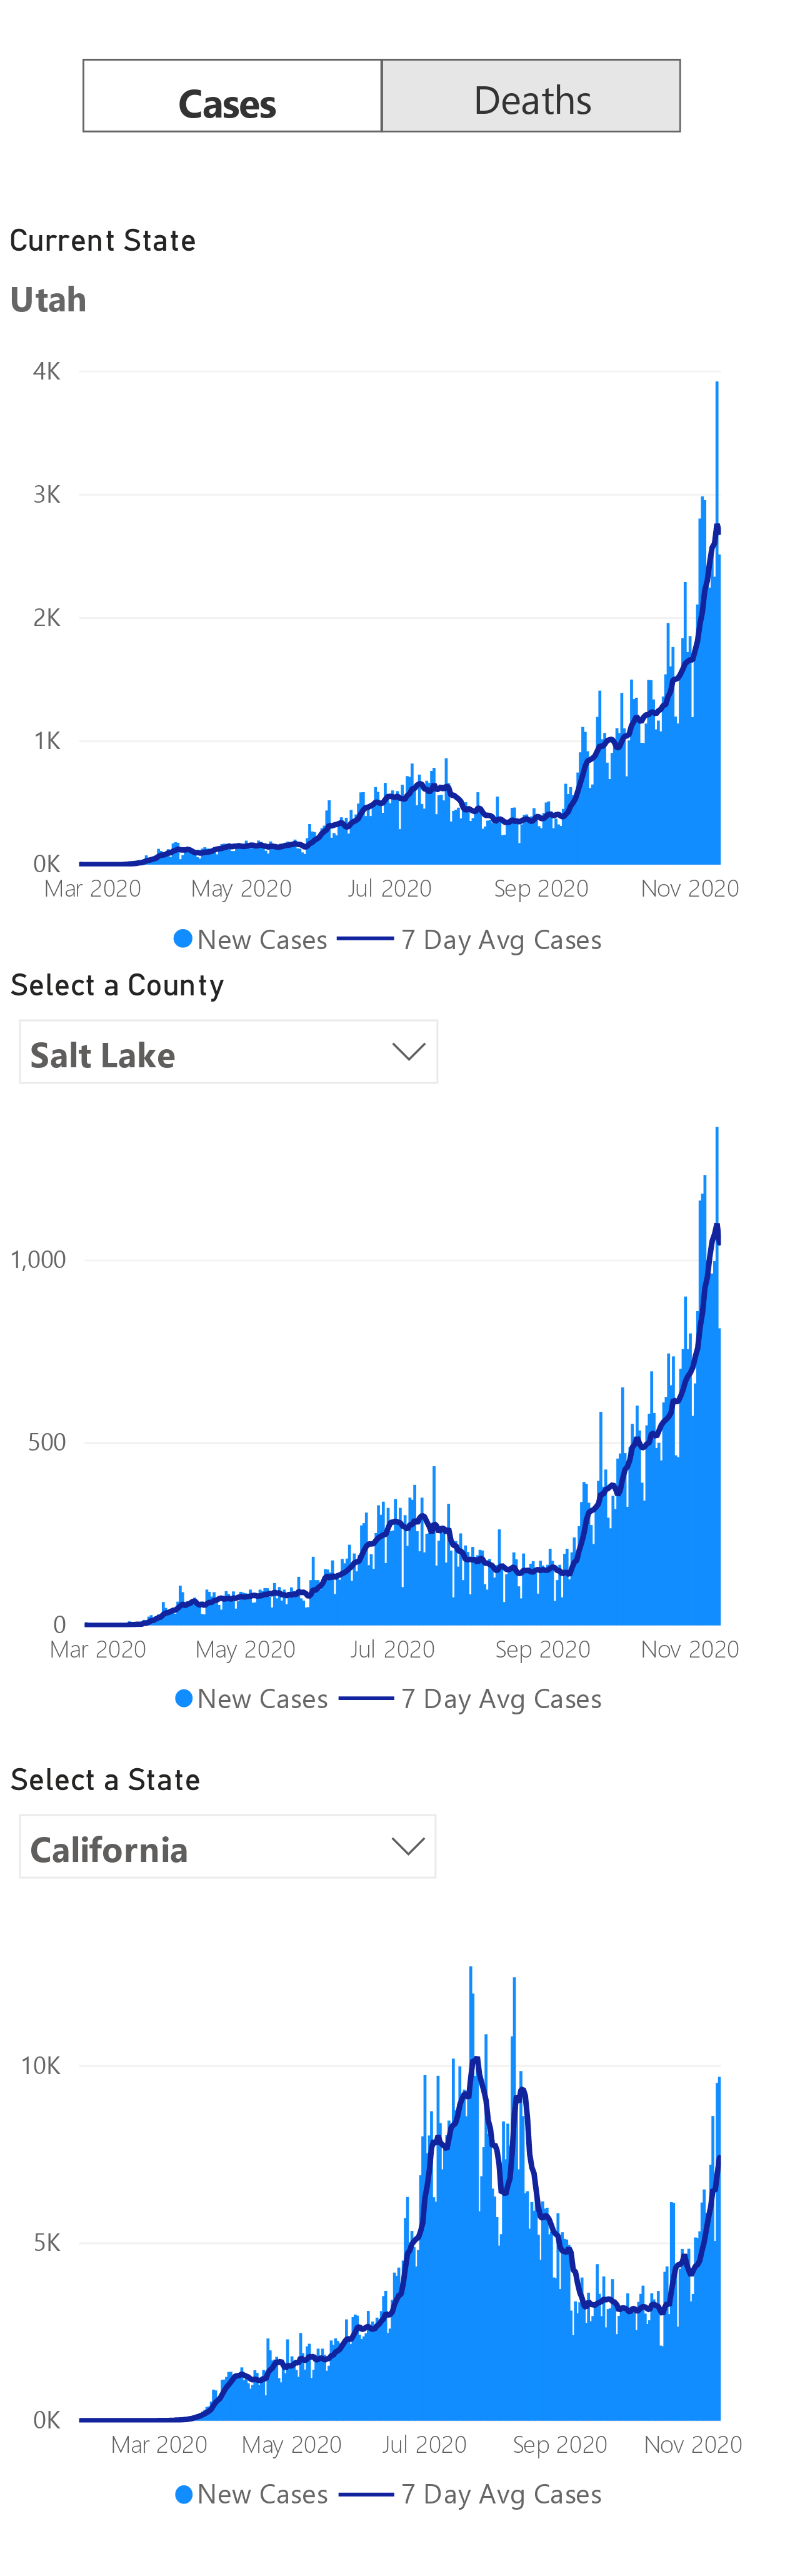 Cases Deaths
Current State
Utah
4K
3K
2K
1K
0K
Mar 2020 May 2020 Jul 2020 Sep 2020 Nov 2020
New Cases 7 Day Avg Cases
Select a County
Salt Lake
1,000
500
0
Mar 2020 May 2020 Jul 2020 Sep 2020 Nov 2020
New Cases 7 Day Avg Cases
Select a State
California
10K
5K
0K
Mar 2020 May 2020 Jul 2020 Sep 2020 Nov 2020
New Cases 7 Day Avg Cases